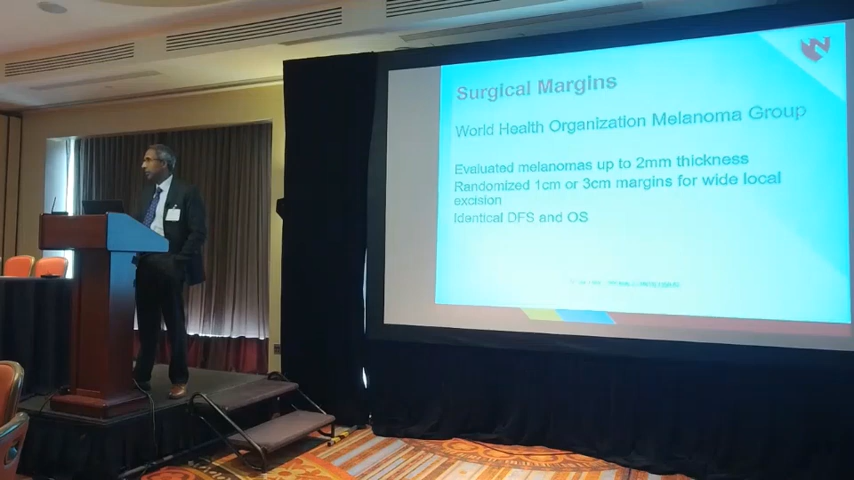 Surgical Margins
World Health Organization Melanoma Group
Evaluated melanomas up to 2mm thickness
Randomized 1cm or 3cm margins for wide local
excision
Identical DFS and OS
N